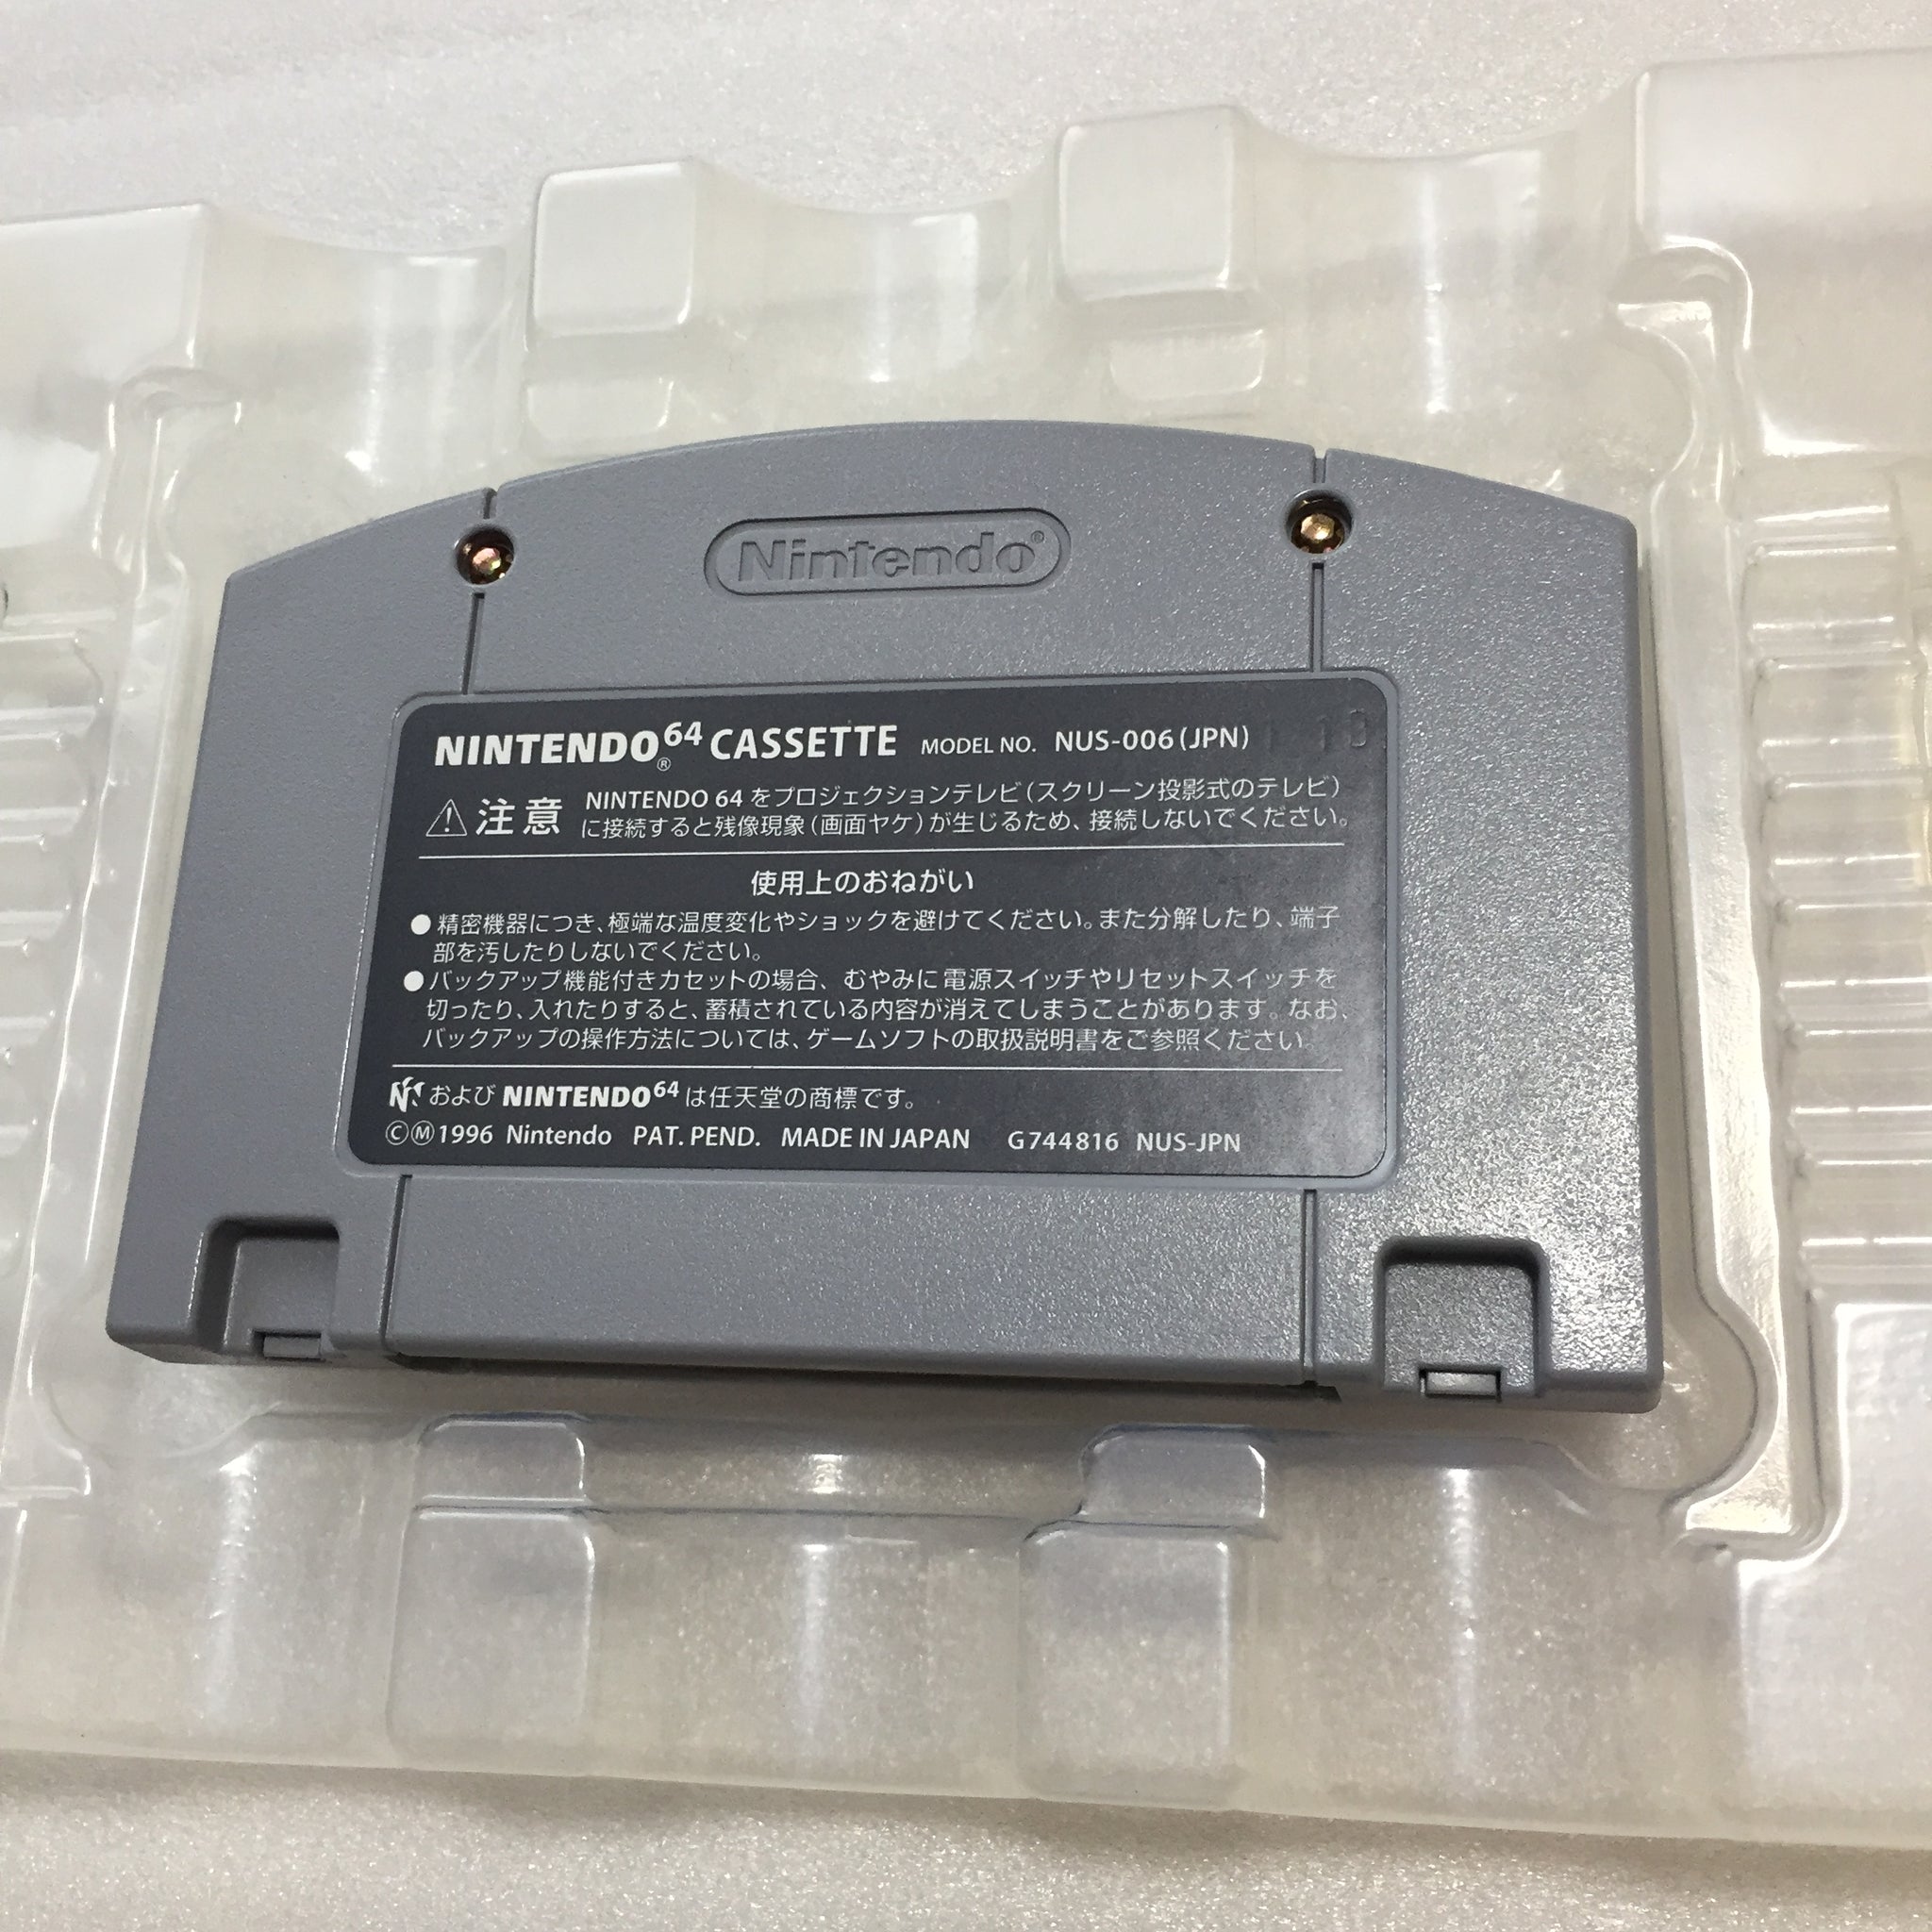 Nintendo®
NINTENDO64® CASSETTE MODEL NO. NUS-006(JPN)
⚠注意 NINTENDO 64 をプロジェクションテレビ(スクリーン投影式のテレビ)
に接続すると残像現象(画面ヤケ)が生じるため、接続しないでください。
使用上のおねがい
●精密機器につき、極端な温度変化やショックを避けてください。また分解したり、端子
部を汚したりしないでください。
●バックアップ機能付きカセットの場合、むやみに電源スイッチやリセットスイッチを
切ったり、入れたりすると、蓄積されている内容が消えてしまうことがあります。なお、
バックアップの操作方法については、ゲームソフトの取扱説明書をご参照ください
および NINTENDO64 は任天堂の商標です。
ⒸⓂ1996 Nintendo PAT. PEND. MADE IN JAPAN G744816 NUS-JPN